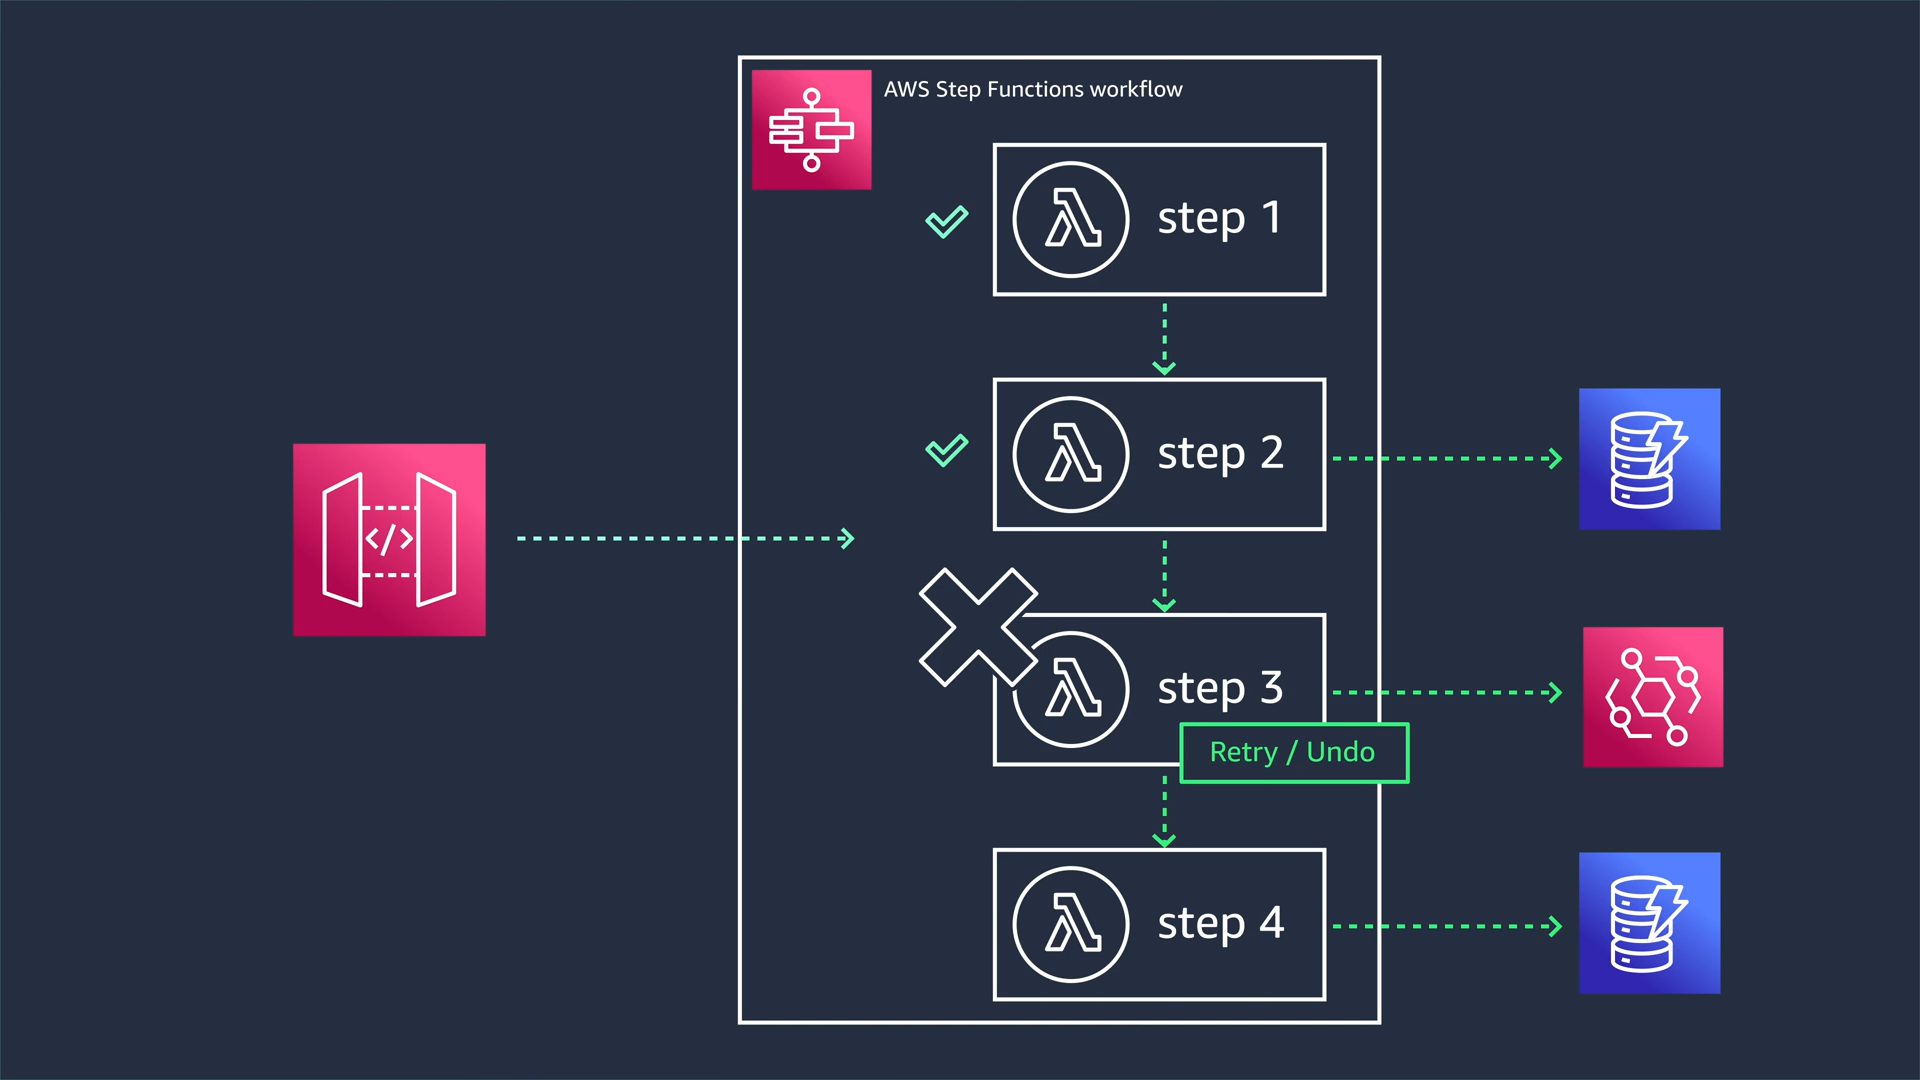 AWS Step Functions workflow
step 1
step 2
</>
step 3
Retry / Undo
step 4